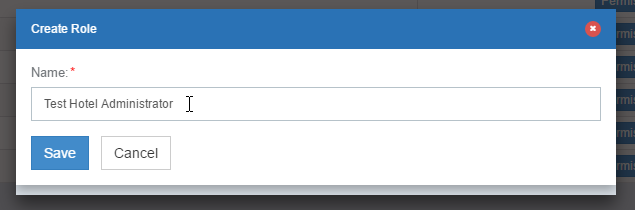 Create Role
Name: *
Test Hotel Administrator
Save
Cancel